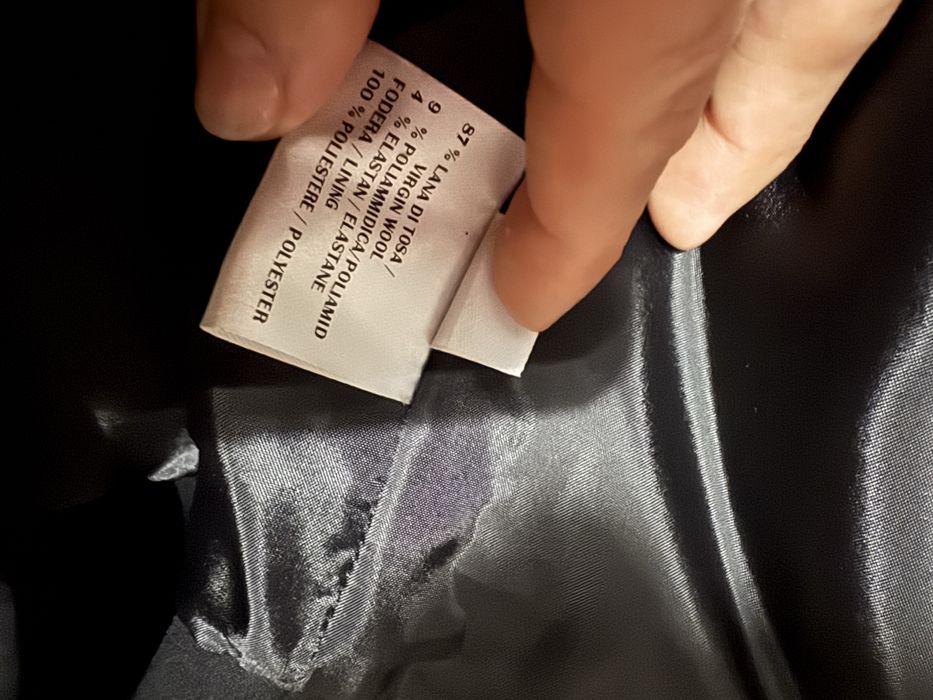 87 % LANA DI TOSA /
VIRGIN WOOL
9 % POLIAMMIDICA/POLIAMID
4 % ELASTAN / ELASTANE
FODERA / LINING
100 % POLIESTERE / POLYESTER